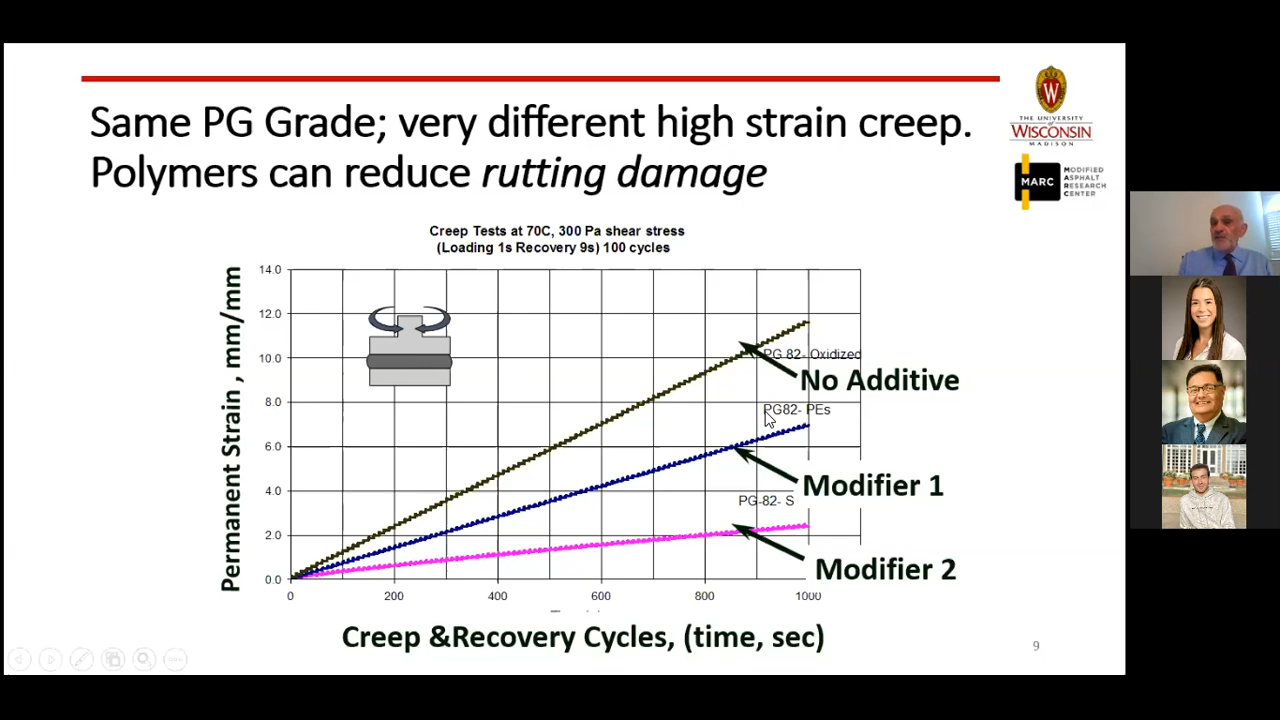 Same PG Grade; very different high strain creep.
Polymers can reduce rutting damage
THE UNIVERSITY
of
WISCONSIN
MADISON
MARC
MODIFIED
ASPHALT
RESEARCH
CENTER
Creep Tests at 70C, 300 Pa shear stress
(Loading 1s Recovery 9s) 100 cycles
Permanent Strain , mm/mm
14.0
12.0
10.0
8.0
6.0
4.0
2.0
0.0
PG 82- Oxidized
No Additive
PG82- PEs
Modifier 1
PG-82- S
Modifier 2
0
200
400
600
800
1000
Creep &Recovery Cycles, (time, sec)
9